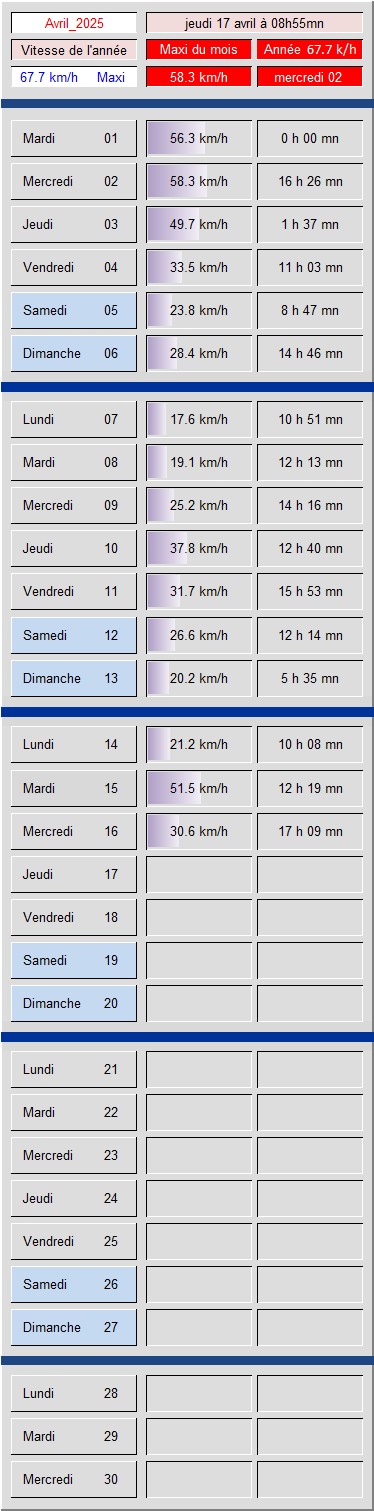 Avril_2025 jeudi 17 avril à 08h55mn
Vitesse de l'année Maxi du mois Année 67.7 k/h
67.7 km/h Maxi 58.3 km/h mercredi 02
Mardi 01 56.3 km/h 0 h 00 mn
Mercredi 02 58.3 km/h 16 h 26 mn
Jeudi 03 49.7 km/h 1 h 37 mn
Vendredi 04 33.5 km/h 11 h 03 mn
Samedi 05 23.8 km/h 8 h 47 mn
Dimanche 06 28.4 km/h 14 h 46 mn
Lundi 07 17.6 km/h 10 h 51 mn
Mardi 08 19.1 km/h 12 h 13 mn
Mercredi 09 25.2 km/h 14 h 16 mn
Jeudi 10 37.8 km/h 12 h 40 mn
Vendredi 11 31.7 km/h 15 h 53 mn
Samedi 12 26.6 km/h 12 h 14 mn
Dimanche 13 20.2 km/h 5 h 35 mn
Lundi 14 21.2 km/h 10 h 08 mn
Mardi 15 51.5 km/h 12 h 19 mn
Mercredi 16 30.6 km/h 17 h 09 mn
Jeudi 17
Vendredi 18
Samedi 19
Dimanche 20
Lundi 21
Mardi 22
Mercredi 23
Jeudi 24
Vendredi 25
Samedi 26
Dimanche 27
Lundi 28
Mardi 29
Mercredi 30